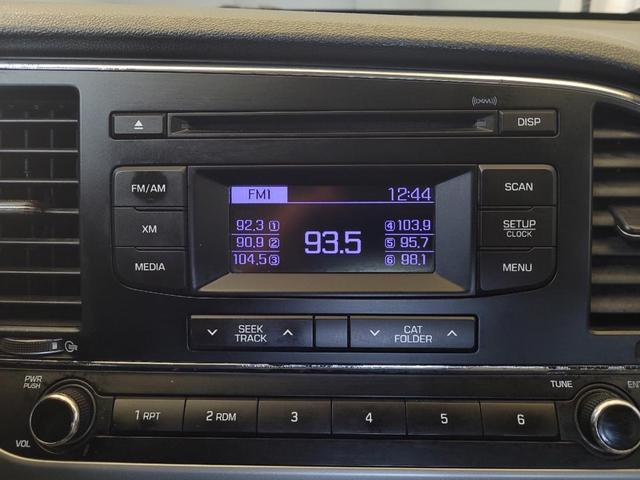 XM
DISP
FM/AM
XM
MEDIA
FM1 12:44
92.3 1
90.9 2
104.5 3
93.5
4 103.9
5 95.7
6 98.1
SCAN
SETUP
CLOCK
MENU
SEEK
TRACK
CAT
FOLDER
PWR
PUSH
VOL
1 RPT
2 RDM
3
4
5
6
TUNE